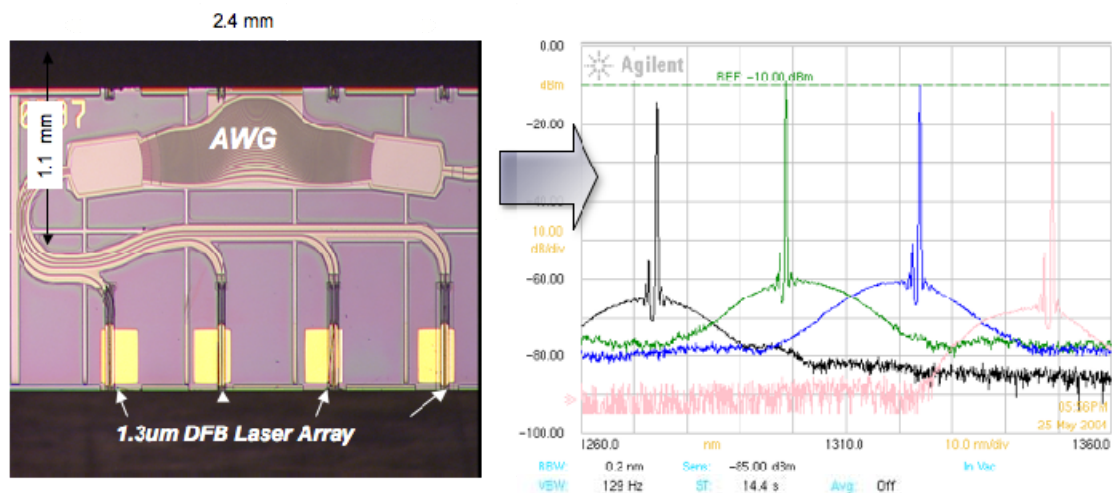 2.4 mm
1.1 mm
AWG
1.3um DFB Laser Array
Agilent
REF: -10.00 dBm
0.00
dBm
-20.00
10.00
dB/div
-60.00
-80.00
-100.00
1260.0
nm
1310.0
10.0 nm/div
1360.0
25 May 2004
RBW: 0.2 nm Sens: -85.00 dBm In Vac
VBW: 129 Hz ST: 14.4 s Avg: Off